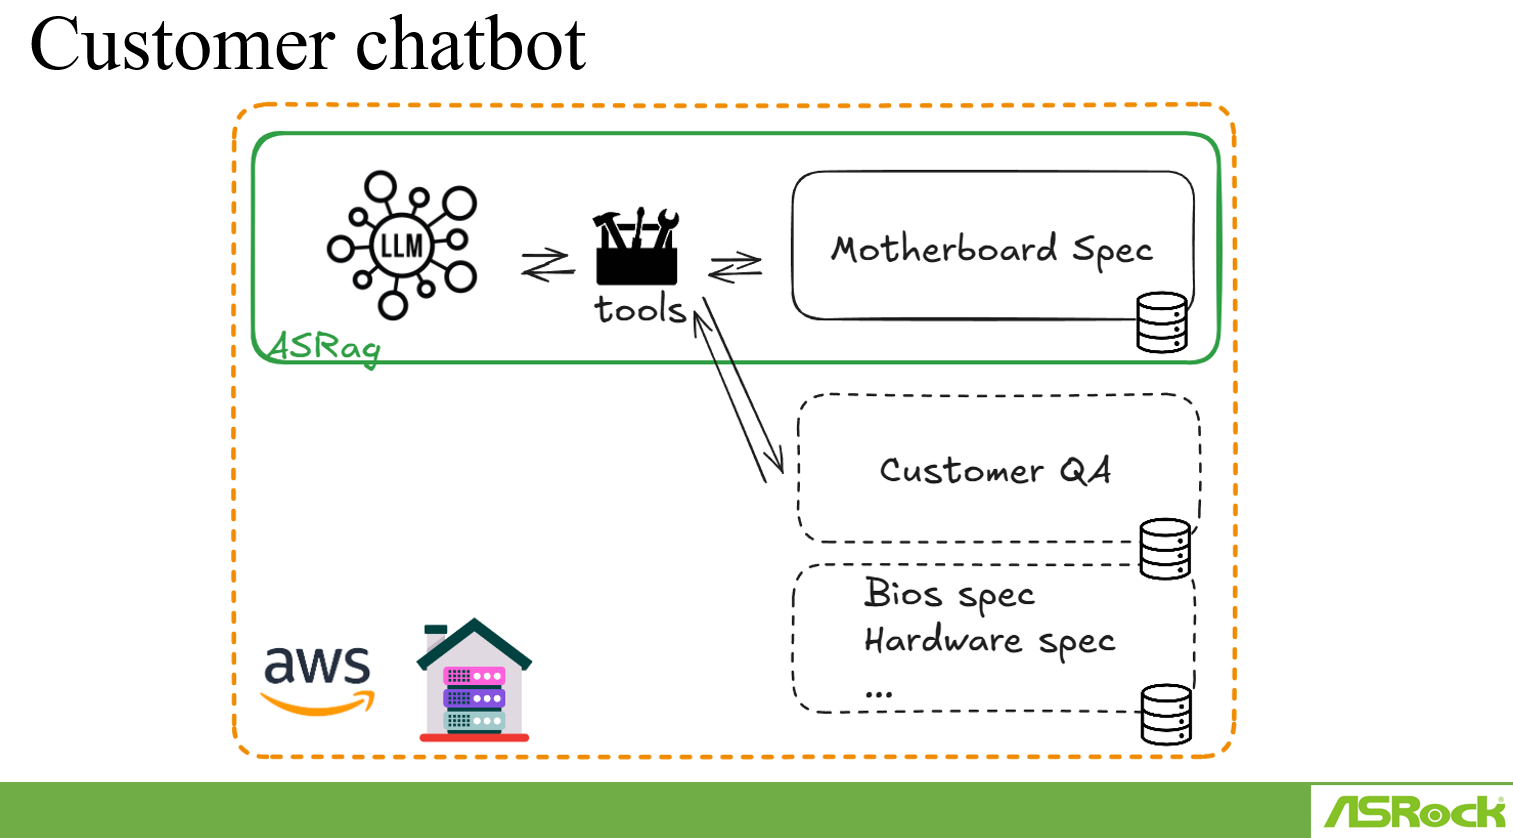 Customer chatbot
LLM
tools
Motherboard Spec
ASRag
Customer QA
Bios spec
Hardware spec
...
aws
ASRock